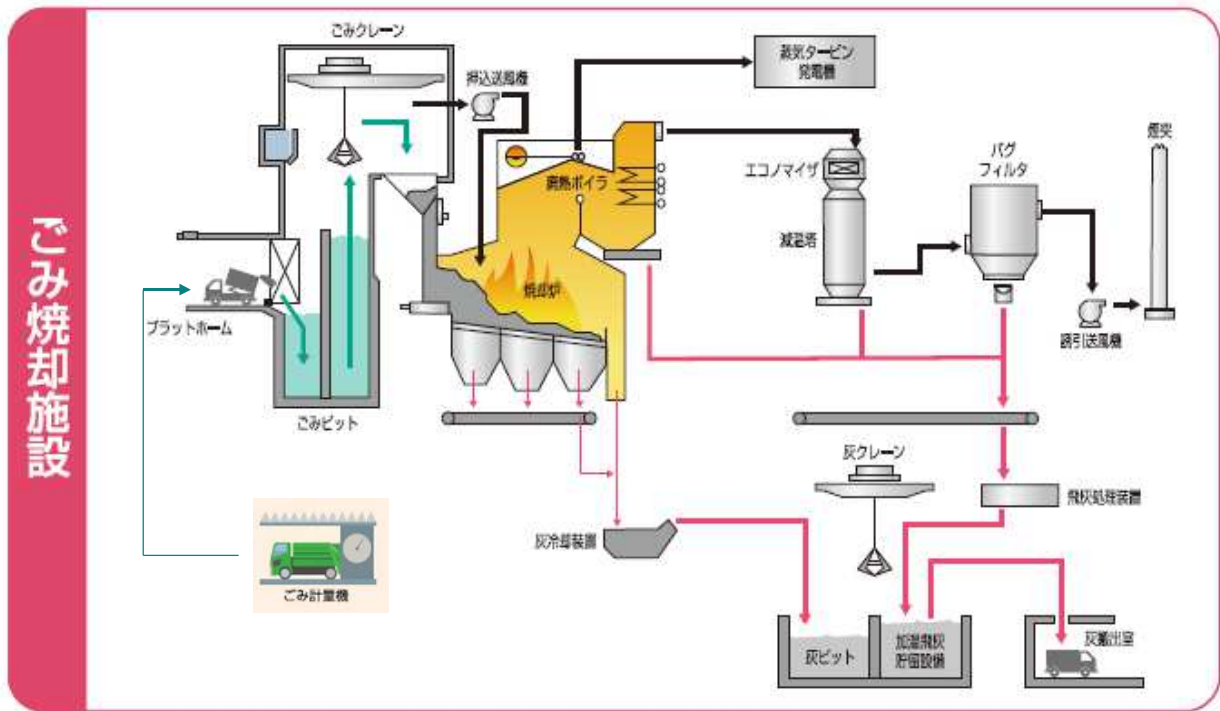 ごみ焼却施設
ごみクレーン
押込送風機
蒸気タービン
発電機
煙突
エコノマイザ
バグ
フィルタ
廃熱ボイラ
減温塔
焼却炉
プラットホーム
誘引送風機
ごみピット
灰クレーン
飛灰処理装置
灰冷却装置
ごみ計量機
灰ピット
加湿飛灰
貯留設備
灰搬出室